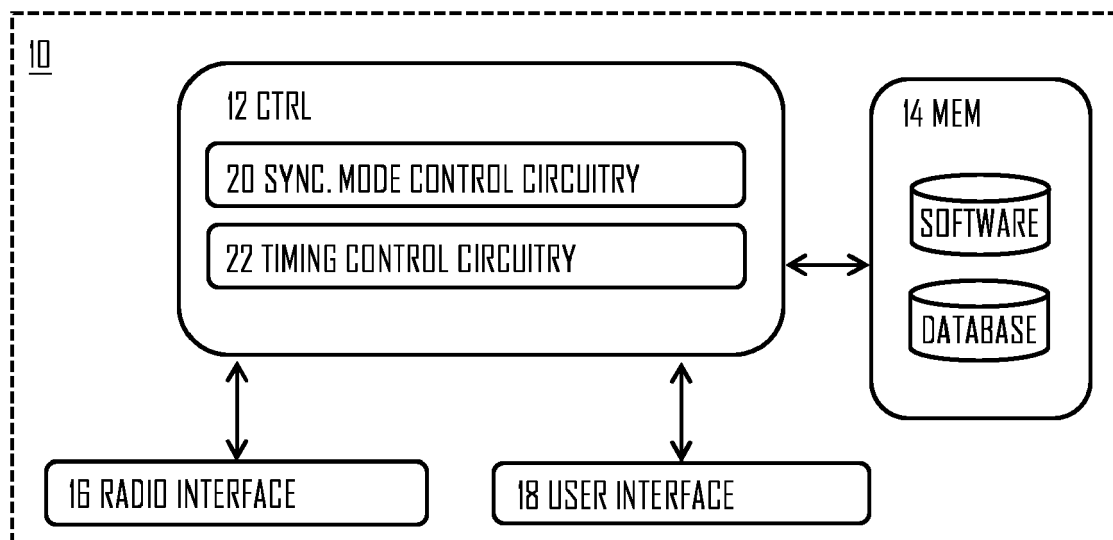 10
12 CTRL
20 SYNC. MODE CONTROL CIRCUITRY
22 TIMING CONTROL CIRCUITRY
14 MEM
SOFTWARE
DATABASE
16 RADIO INTERFACE
18 USER INTERFACE